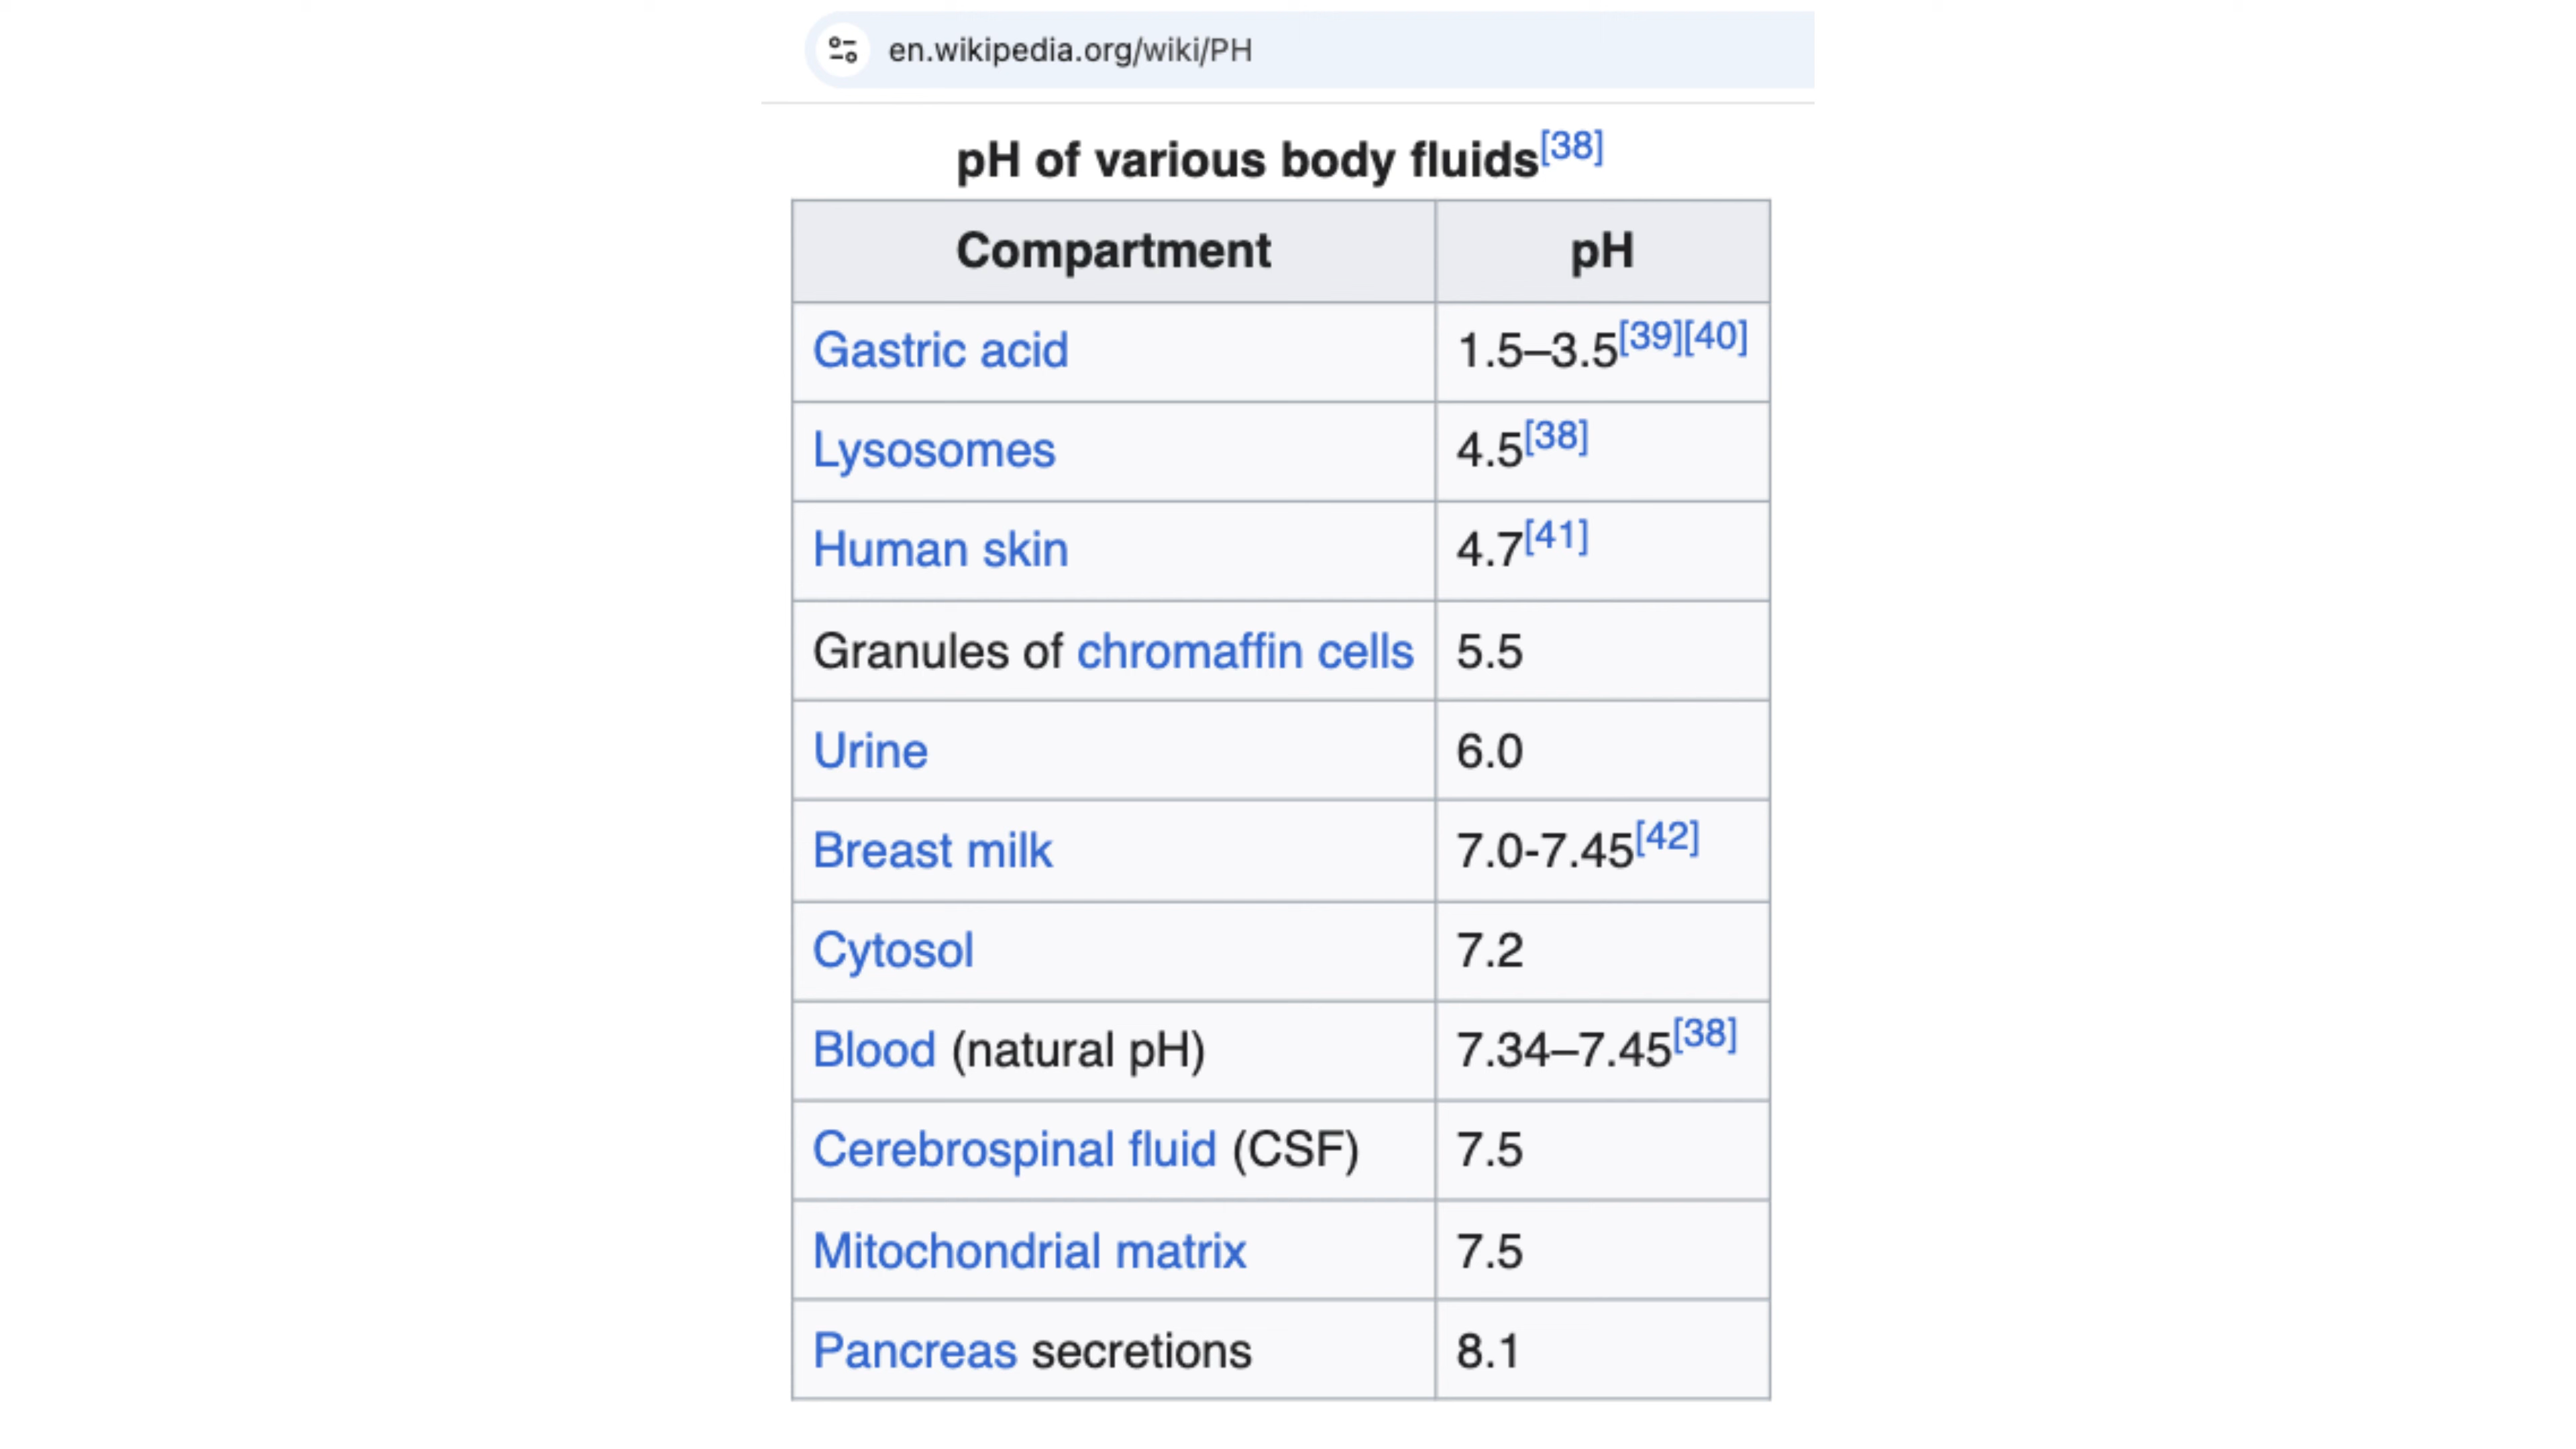 en.wikipedia.org/wiki/PH
pH of various body fluids[38]
Compartment pH
Gastric acid 1.5–3.5[39][40]
Lysosomes 4.5[38]
Human skin 4.7[41]
Granules of chromaffin cells 5.5
Urine 6.0
Breast milk 7.0-7.45[42]
Cytosol 7.2
Blood (natural pH) 7.34–7.45[38]
Cerebrospinal fluid (CSF) 7.5
Mitochondrial matrix 7.5
Pancreas secretions 8.1